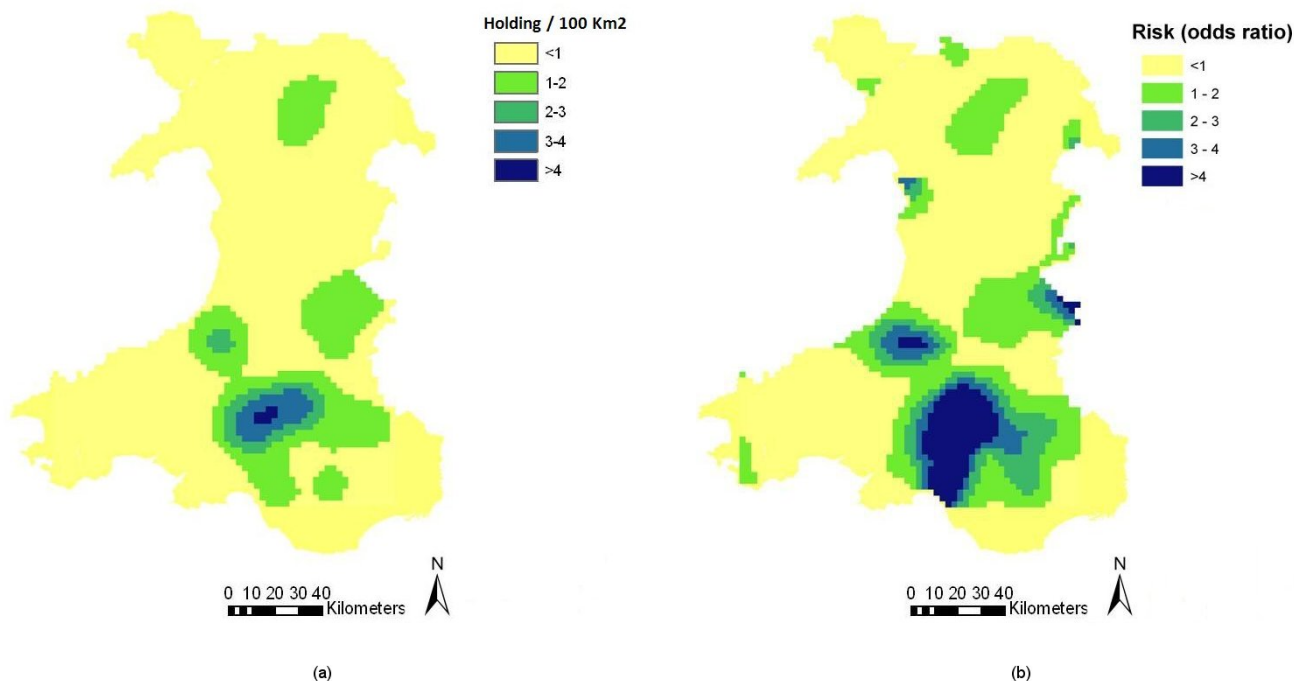 Holding / 100 Km2
<1
1-2
2-3
3-4
>4
N
0 10 20 30 40
Kilometers
(a)
Risk (odds ratio)
<1
1 - 2
2 - 3
3 - 4
>4
N
0 10 20 30 40
Kilometers
(b)